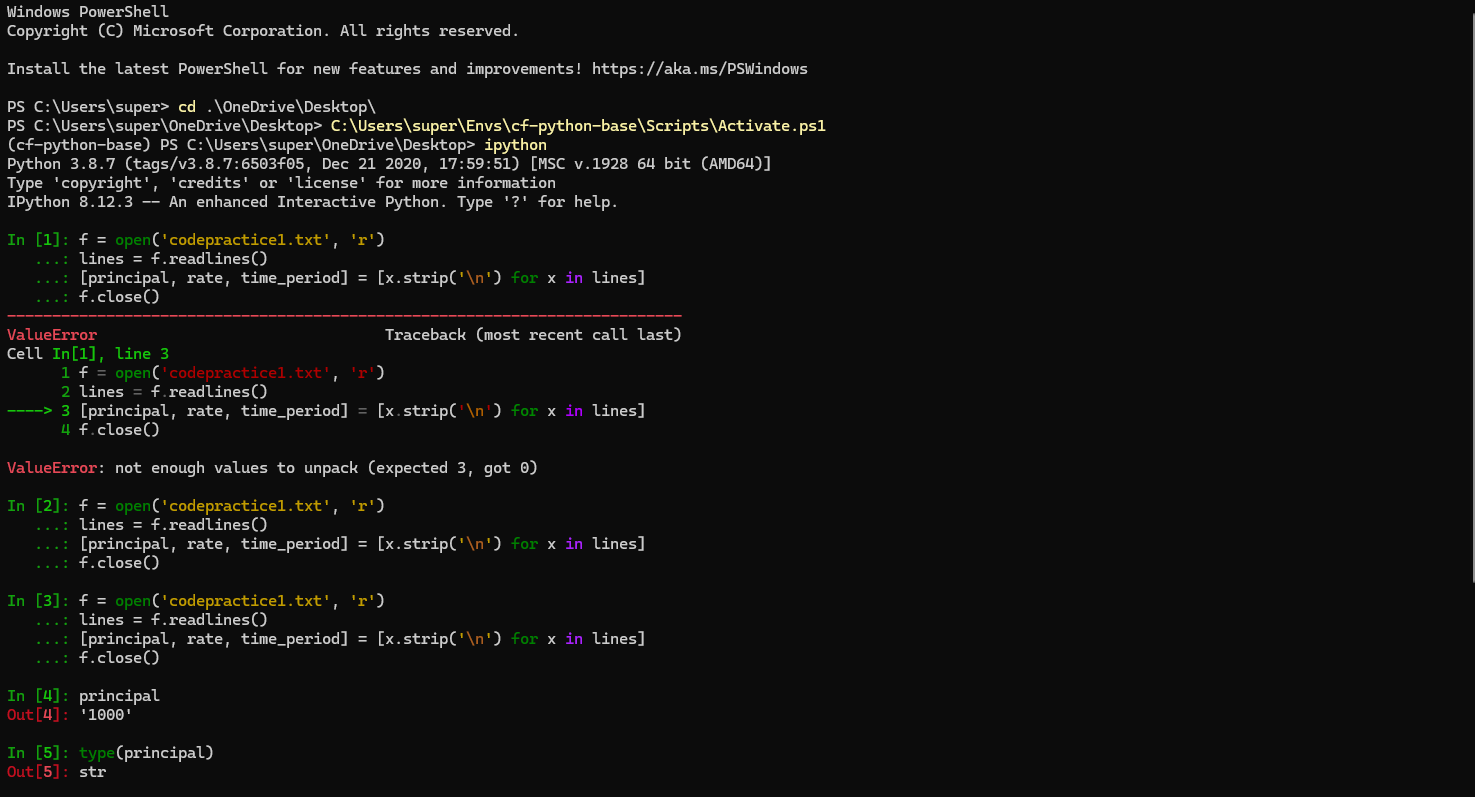 Windows PowerShell
Copyright (C) Microsoft Corporation. All rights reserved.
Install the latest PowerShell for new features and improvements! https://aka.ms/PSWindows
PS C:\Users\super> cd .\OneDrive\Desktop\
PS C:\Users\super\OneDrive\Desktop> C:\Users\super\Envs\cf-python-base\Scripts\Activate.ps1
(cf-python-base) PS C:\Users\super\OneDrive\Desktop> ipython
Python 3.8.7 (tags/v3.8.7:6503f05, Dec 21 2020, 17:59:51) [MSC v.1928 64 bit (AMD64)]
Type 'copyright', 'credits' or 'license' for more information
IPython 8.12.3 -- An enhanced Interactive Python. Type '?' for help.
In [1]: f = open('codepractice1.txt', 'r')
...: lines = f.readlines()
...: [principal, rate, time_period] = [x.strip('\n') for x in lines]
...: f.close()
---------------------------------------------------------------------------
ValueError Traceback (most recent call last)
Cell In[1], line 3
1 f = open('codepractice1.txt', 'r')
2 lines = f.readlines()
----> 3 [principal, rate, time_period] = [x.strip('\n') for x in lines]
4 f.close()
ValueError: not enough values to unpack (expected 3, got 0)
In [2]: f = open('codepractice1.txt', 'r')
...: lines = f.readlines()
...: [principal, rate, time_period] = [x.strip('\n') for x in lines]
...: f.close()
In [3]: f = open('codepractice1.txt', 'r')
...: lines = f.readlines()
...: [principal, rate, time_period] = [x.strip('\n') for x in lines]
...: f.close()
In [4]: principal
Out[4]: '1000'
In [5]: type(principal)
Out[5]: str